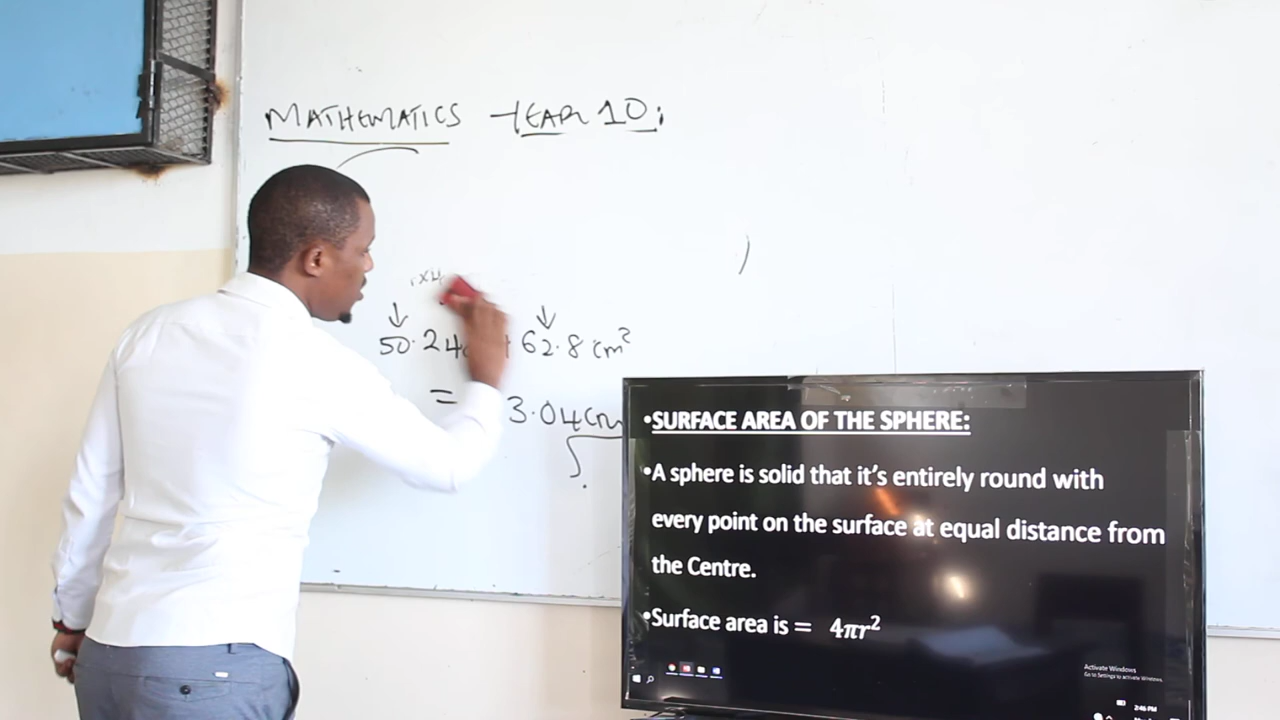 MATHEMATICS YEAR 10:
×4
50.24 62.8 cm²
= 3.04cm
•SURFACE AREA OF THE SPHERE:
•A sphere is solid that it's entirely round with
every point on the surface at equal distance from
the Centre.
•Surface area is = 4πr²
Activate Windows
Go to Settings to activate Windows.
2:46 PM